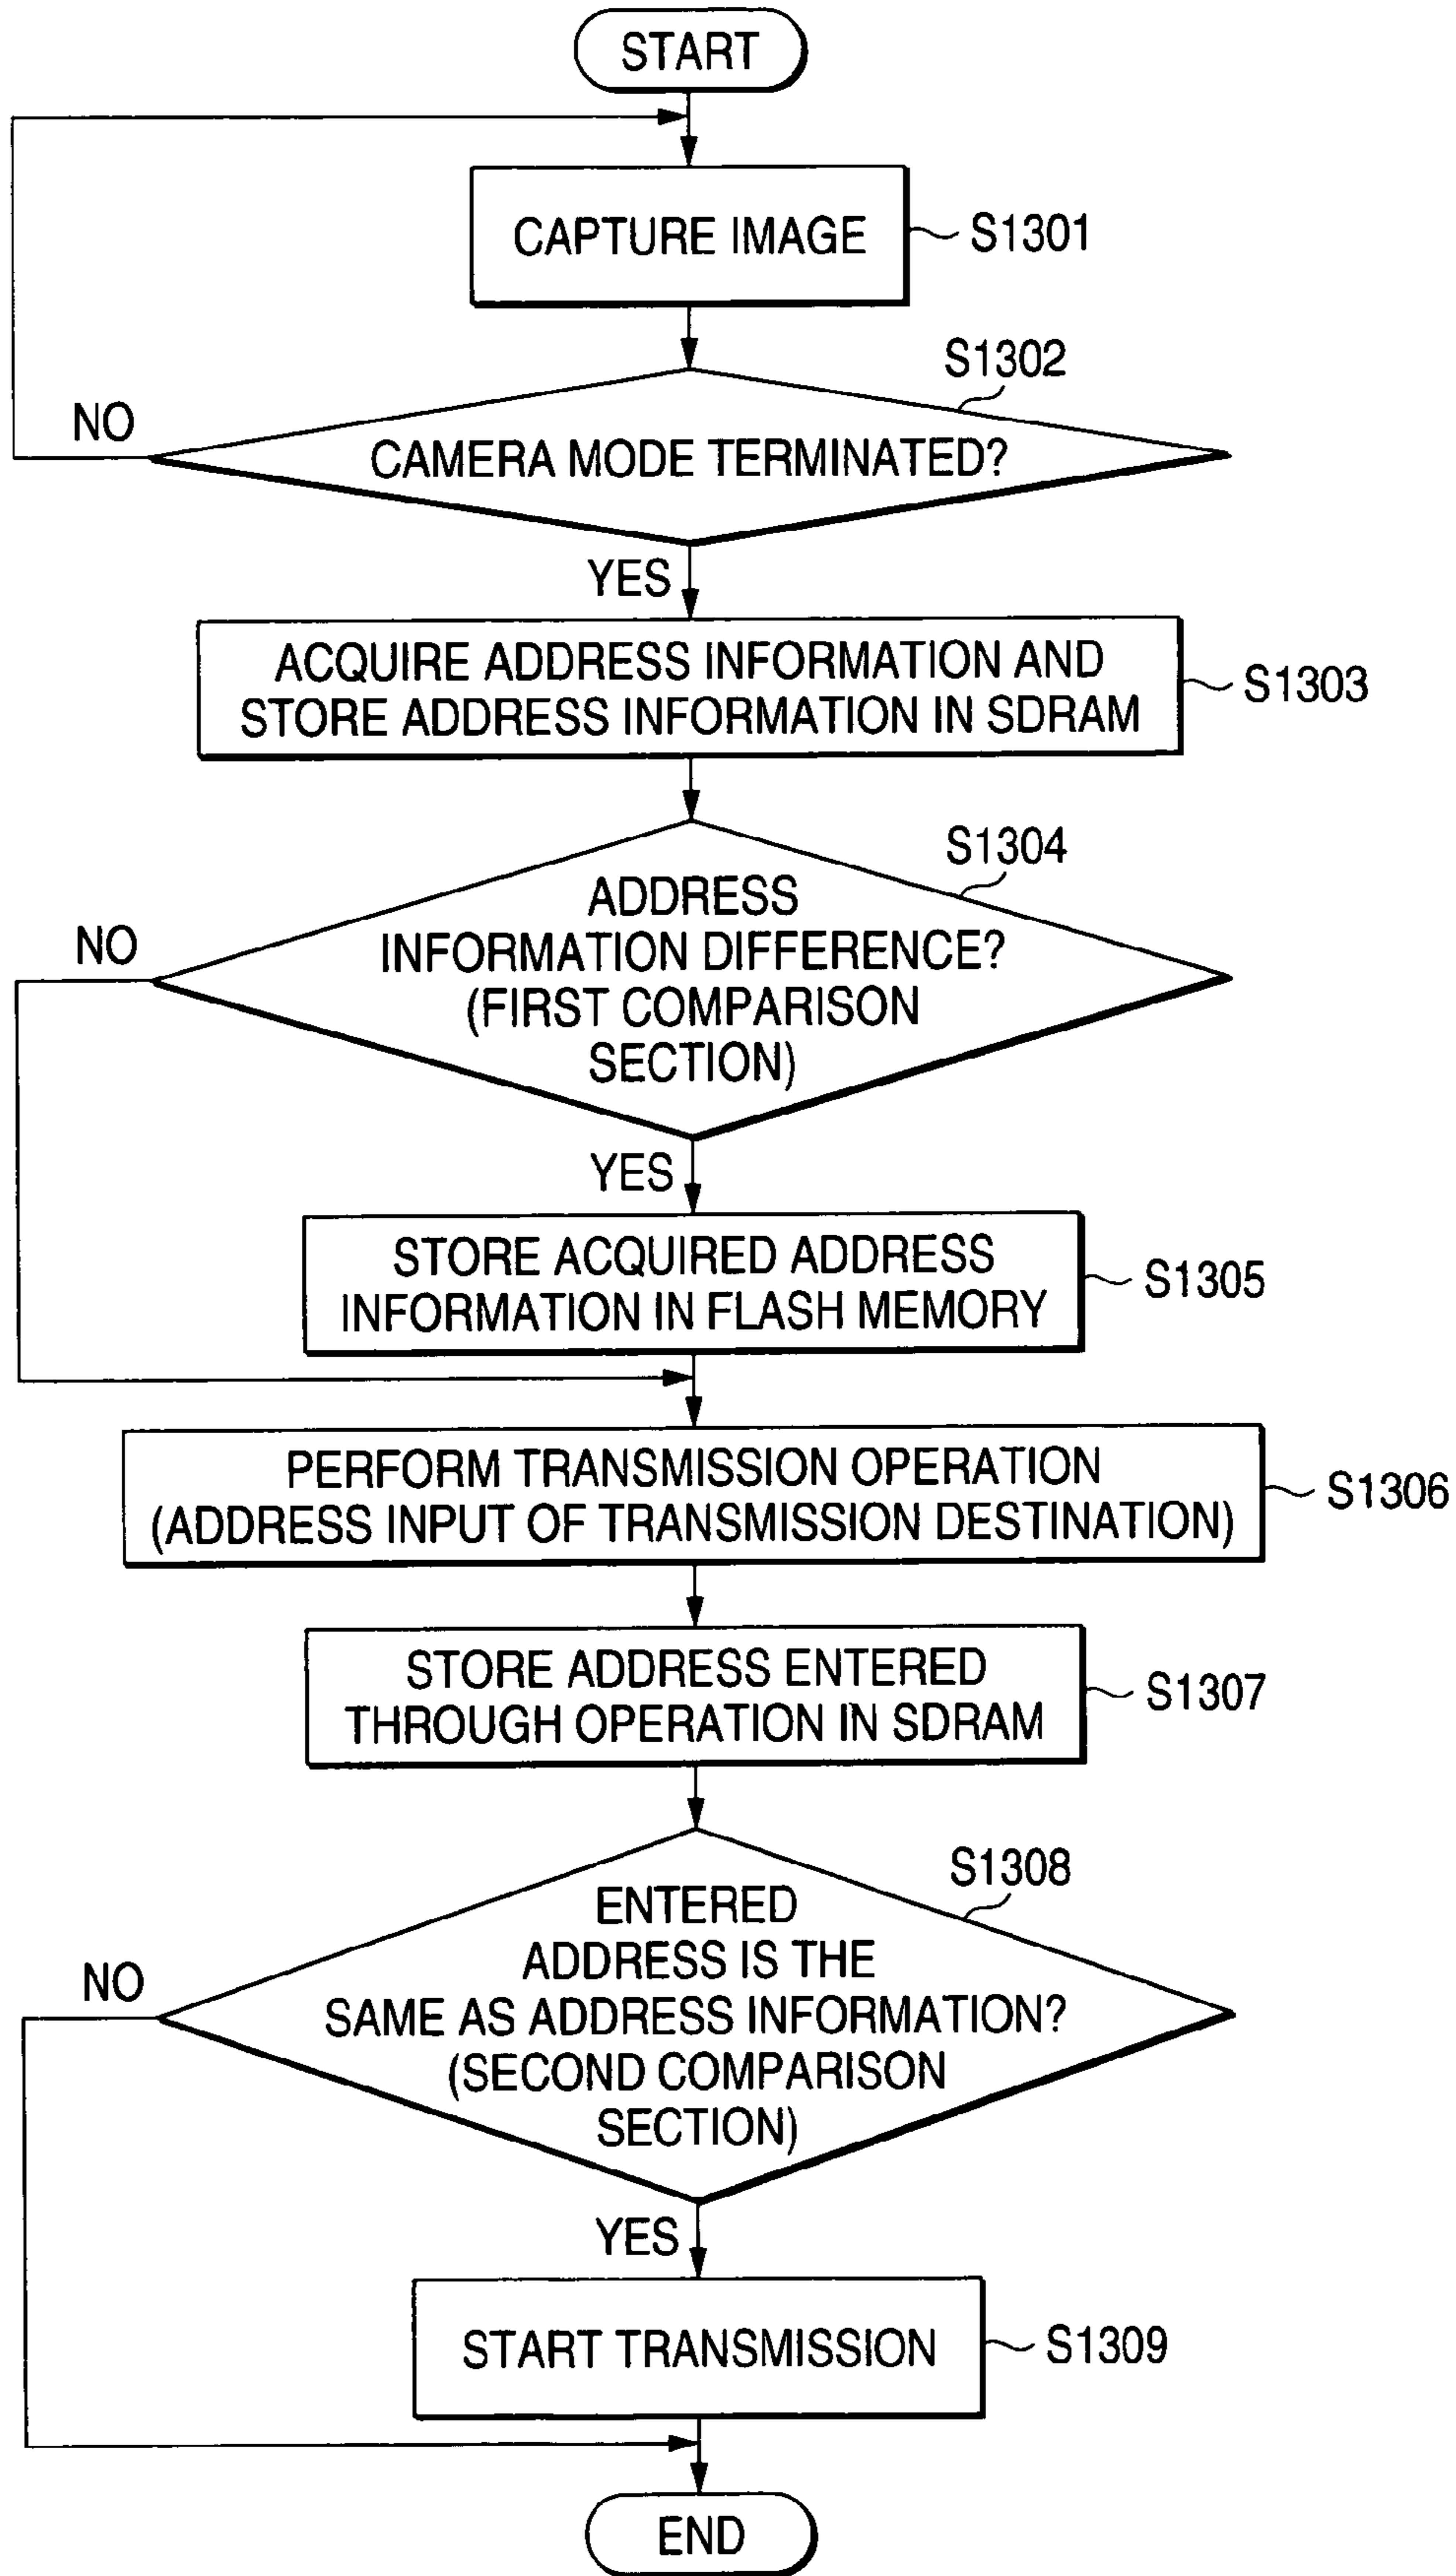 START
CAPTURE IMAGE
S1301
S1302
NO
CAMERA MODE TERMINATED?
YES
ACQUIRE ADDRESS INFORMATION AND
STORE ADDRESS INFORMATION IN SDRAM
S1303
S1304
NO
ADDRESS
INFORMATION DIFFERENCE?
(FIRST COMPARISON
SECTION)
YES
STORE ACQUIRED ADDRESS
INFORMATION IN FLASH MEMORY
S1305
PERFORM TRANSMISSION OPERATION
(ADDRESS INPUT OF TRANSMISSION DESTINATION)
S1306
STORE ADDRESS ENTERED
THROUGH OPERATION IN SDRAM
S1307
S1308
NO
ENTERED
ADDRESS IS THE
SAME AS ADDRESS INFORMATION?
(SECOND COMPARISON
SECTION)
YES
START TRANSMISSION
S1309
END